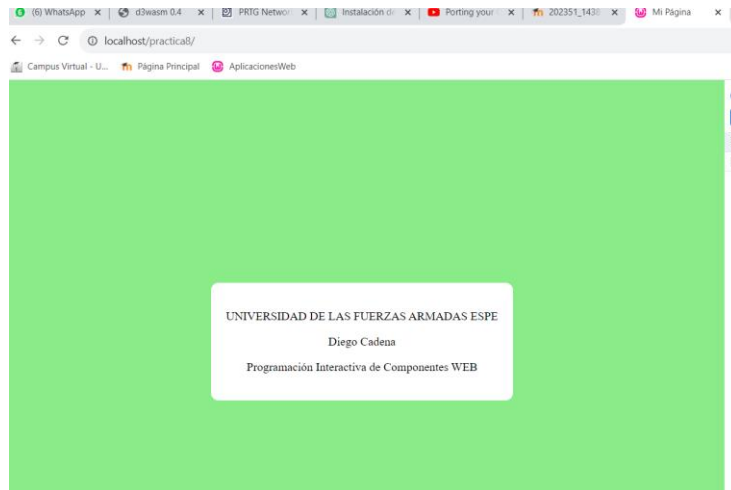 (6) WhatsApp
d3wasm 0.4
PRTG Networ
Instalación de
Porting your
202351_1438
Mi Página
localhost/practica8/
Campus Virtual - U...
Página Principal
AplicacionesWeb
UNIVERSIDAD DE LAS FUERZAS ARMADAS ESPE
Diego Cadena
Programación Interactiva de Componentes WEB